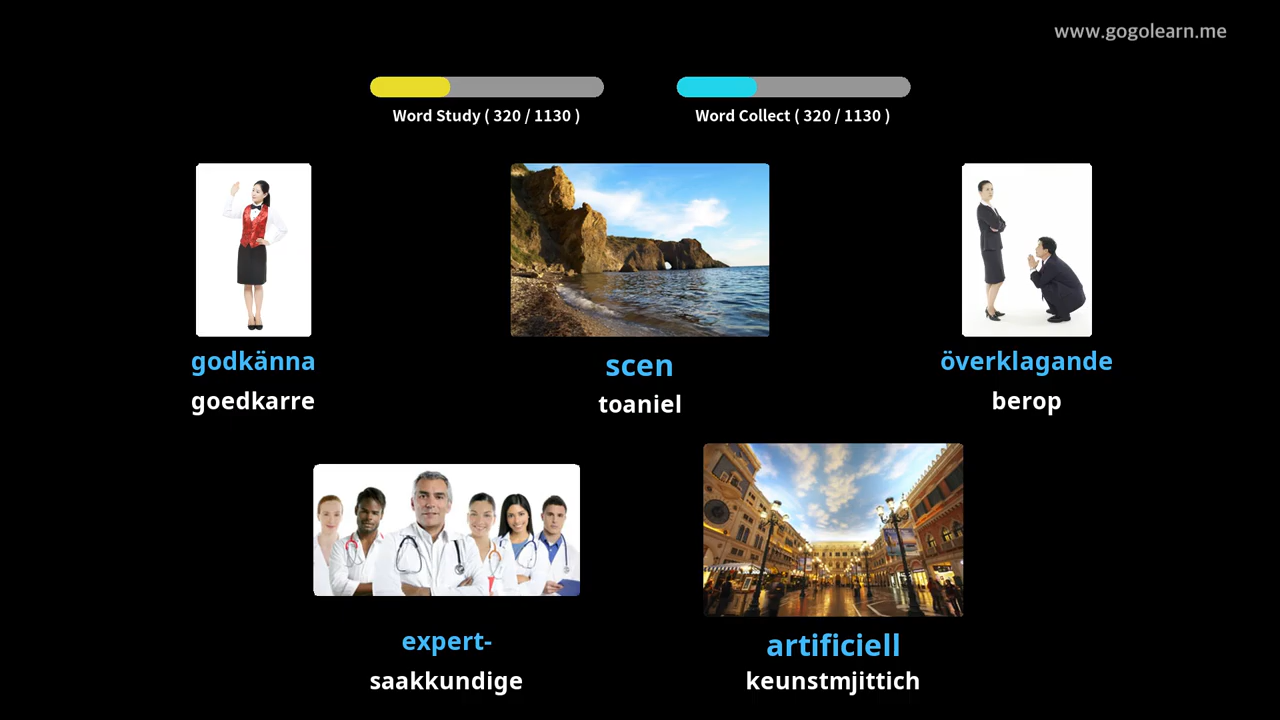 www.gogolearn.me
Word Study ( 320 / 1130 )
Word Collect ( 320 / 1130 )
godkänna
scen
överklagande
goedkarre
toaniel
berop
expert-
artificiell
saakkundige
keunstmjittich